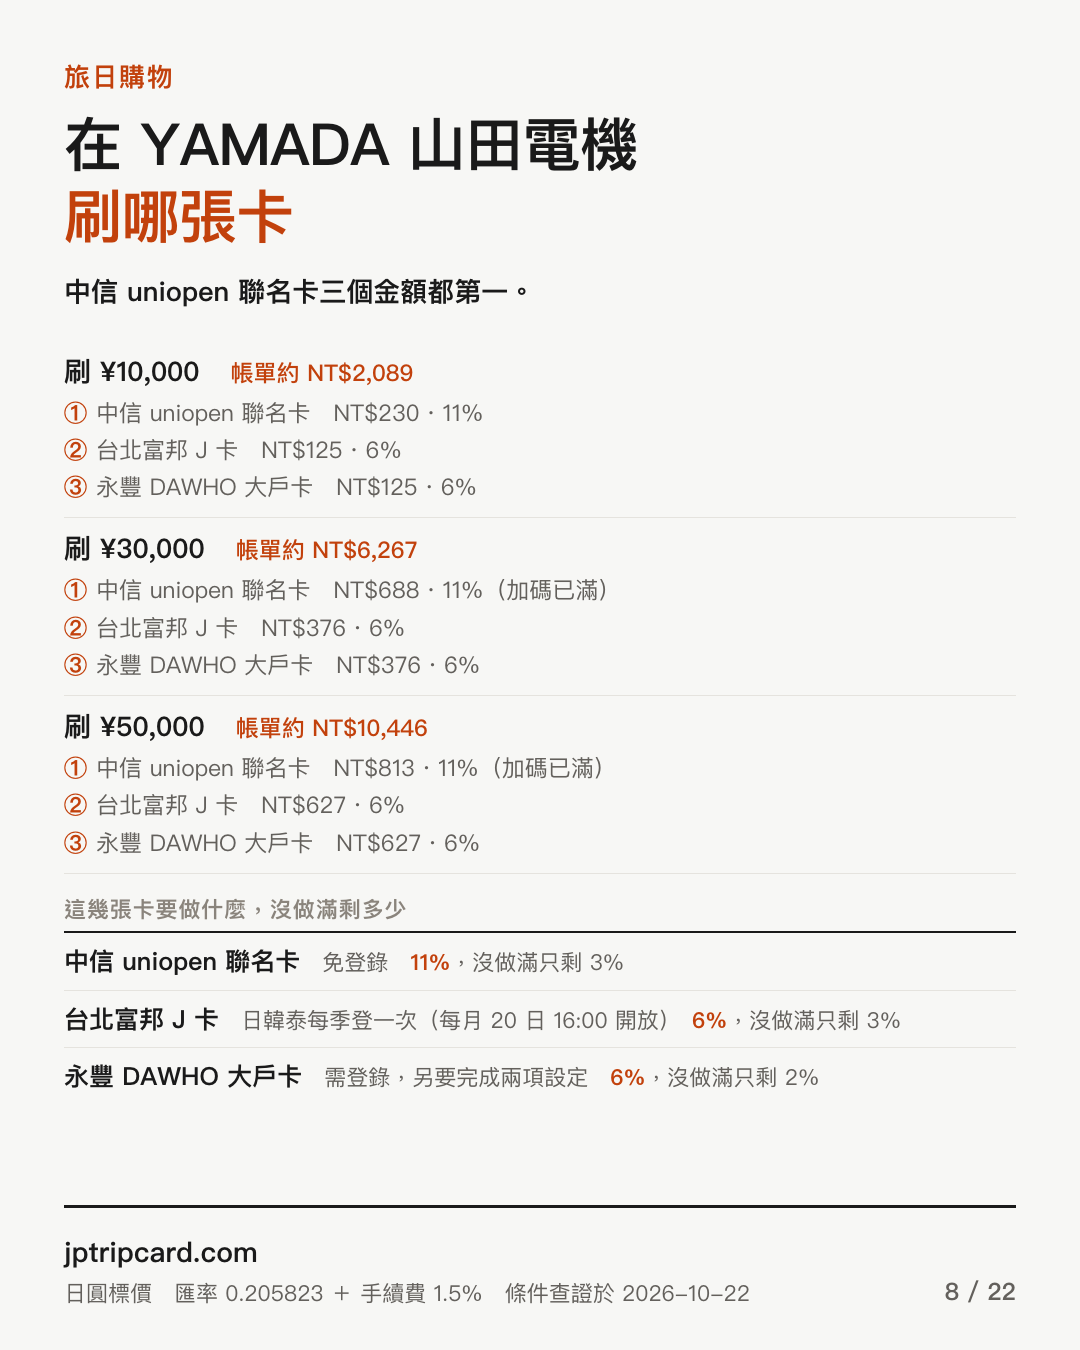 旅日購物
在 YAMADA 山田電機
刷哪張卡
中信 uniopen 聯名卡三個金額都第一。
刷 ¥10,000 帳單約 NT$2,089
① 中信 uniopen 聯名卡 NT$230 · 11%
② 台北富邦 J 卡 NT$125 · 6%
③ 永豐 DAWHO 大戶卡 NT$125 · 6%
刷 ¥30,000 帳單約 NT$6,267
① 中信 uniopen 聯名卡 NT$688 · 11%（加碼已滿）
② 台北富邦 J 卡 NT$376 · 6%
③ 永豐 DAWHO 大戶卡 NT$376 · 6%
刷 ¥50,000 帳單約 NT$10,446
① 中信 uniopen 聯名卡 NT$813 · 11%（加碼已滿）
② 台北富邦 J 卡 NT$627 · 6%
③ 永豐 DAWHO 大戶卡 NT$627 · 6%
這幾張卡要做什麼，沒做滿剩多少
中信 uniopen 聯名卡 免登錄 11%，沒做滿只剩 3%
台北富邦 J 卡 日韓泰每季登一次（每月 20 日 16:00 開放） 6%，沒做滿只剩 3%
永豐 DAWHO 大戶卡 需登錄，另要完成兩項設定 6%，沒做滿只剩 2%
jptripcard.com
日圓標價 匯率 0.205823 ＋ 手續費 1.5% 條件查證於 2026–10–22
8 / 22